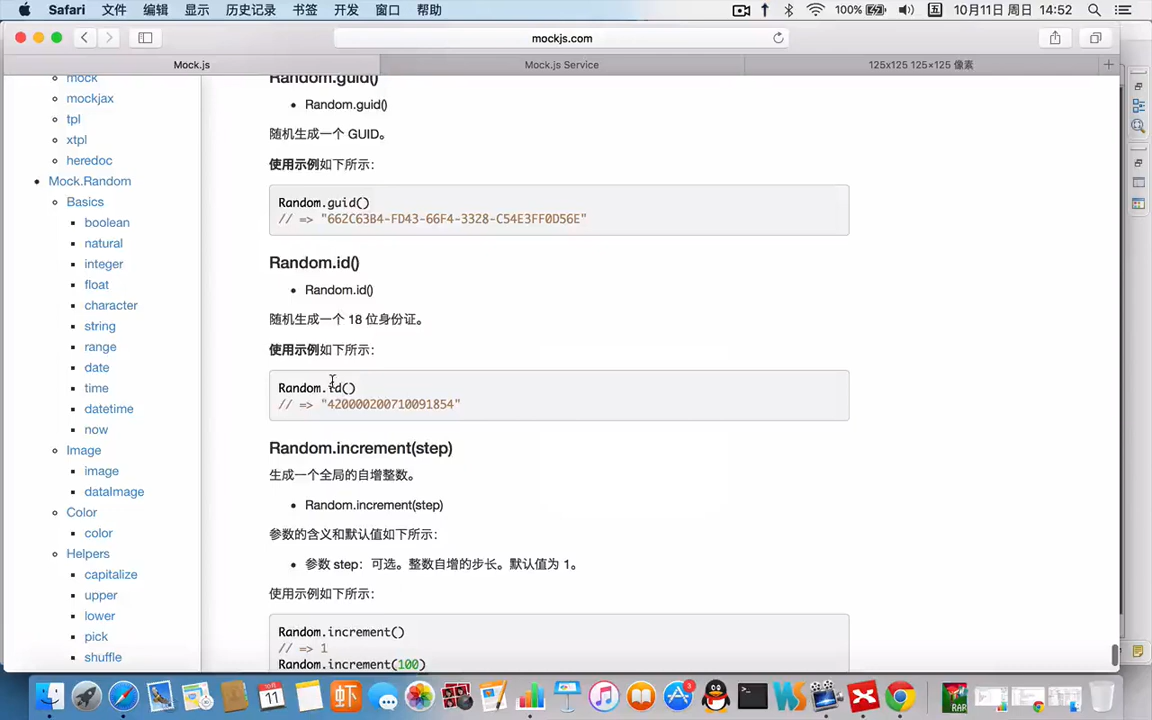 Safari 文件 编辑 显示 历史记录 书签 开发 窗口 帮助 100% 五 10月11日 周日 14:52
mockjs.com
Mock.js Mock.js Service 125x125 125×125 像素
mock
mockjax
tpl
xtpl
heredoc
Mock.Random
Basics
boolean
natural
integer
float
character
string
range
date
time
datetime
now
Image
image
dataImage
Color
color
Helpers
capitalize
upper
lower
pick
shuffle
Random.guid()
Random.guid()
随机生成一个 GUID。
使用示例如下所示：
Random.guid()
// => "662C63B4-FD43-66F4-3328-C54E3FF0D56E"
Random.id()
Random.id()
随机生成一个 18 位身份证。
使用示例如下所示：
Random.id()
// => "420000200710091854"
Random.increment(step)
生成一个全局的自增整数。
Random.increment(step)
参数的含义和默认值如下所示：
参数 step：可选。整数自增的步长。默认值为 1。
使用示例如下所示：
Random.increment()
// => 1
Random.increment(100)
11
虾
3
WS
RAR